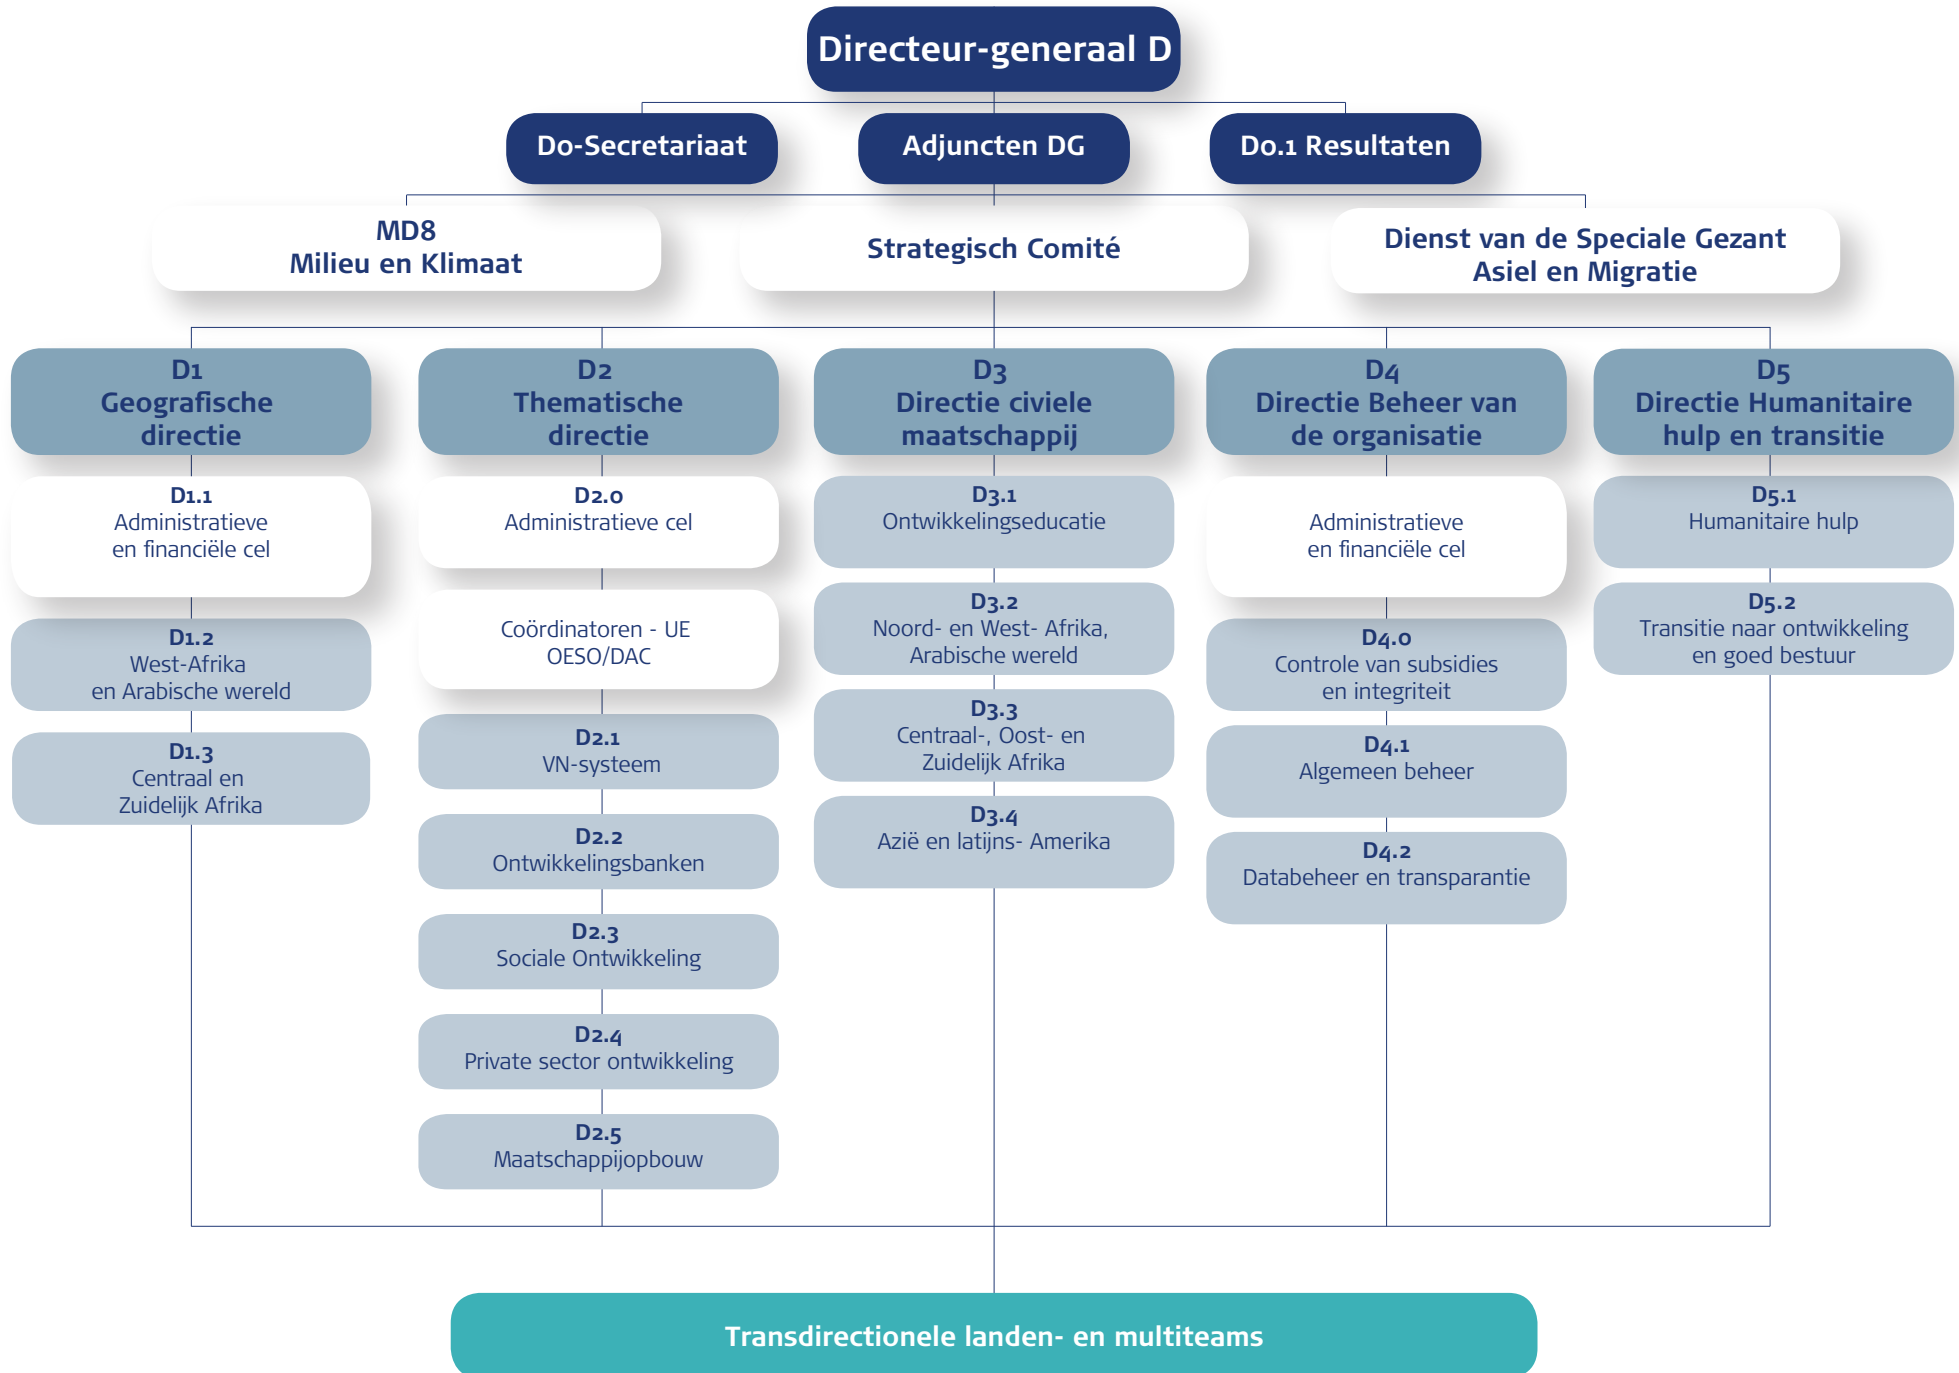 Directeur-generaal D
Do-Secretariaat
Adjuncten DG
Do.1 Resultaten
MD8
Milieu en Klimaat
Strategisch Comité
Dienst van de Speciale Gezant
Asiel en Migratie
D1
Geografische
directie
D1.1
Administratieve
en financiële cel
D1.2
West-Afrika
en Arabische wereld
D1.3
Centraal en
Zuidelijk Afrika
D2
Thematische
directie
D2.0
Administratieve cel
Coördinatoren - UE
OESO/DAC
D2.1
VN-systeem
D2.2
Ontwikkelingsbanken
D2.3
Sociale Ontwikkeling
D2.4
Private sector ontwikkeling
D2.5
Maatschappijopbouw
D3
Directie civiele
maatschappij
D3.1
Ontwikkelingseducatie
D3.2
Noord- en West- Afrika,
Arabische wereld
D3.3
Centraal-, Oost- en
Zuidelijk Afrika
D3.4
Azië en latijns- Amerika
D4
Directie Beheer van
de organisatie
Administratieve
en financiële cel
D4.0
Controle van subsidies
en integriteit
D4.1
Algemeen beheer
D4.2
Databeheer en transparantie
D5
Directie Humanitaire
hulp en transitie
D5.1
Humanitaire hulp
D5.2
Transitie naar ontwikkeling
en goed bestuur
Transdirectionele landen- en multiteams